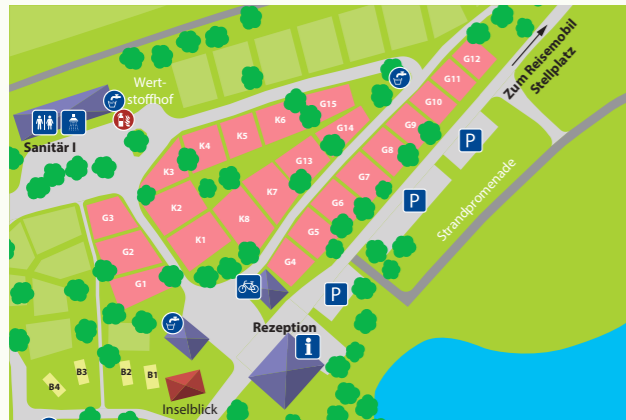 Wert-
stoffhof
Sanitär I
G12
G11
G10
G9
G8
G7
G6
G5
G4
G15
G14
G13
K6
K5
K4
K3
K7
K2
K8
K1
G3
G2
G1
P
P
P
Zum Reisemobil
Stellplatz
Strandpromenade
Rezeption
i
B4
B3
B2
B1
Inselblick